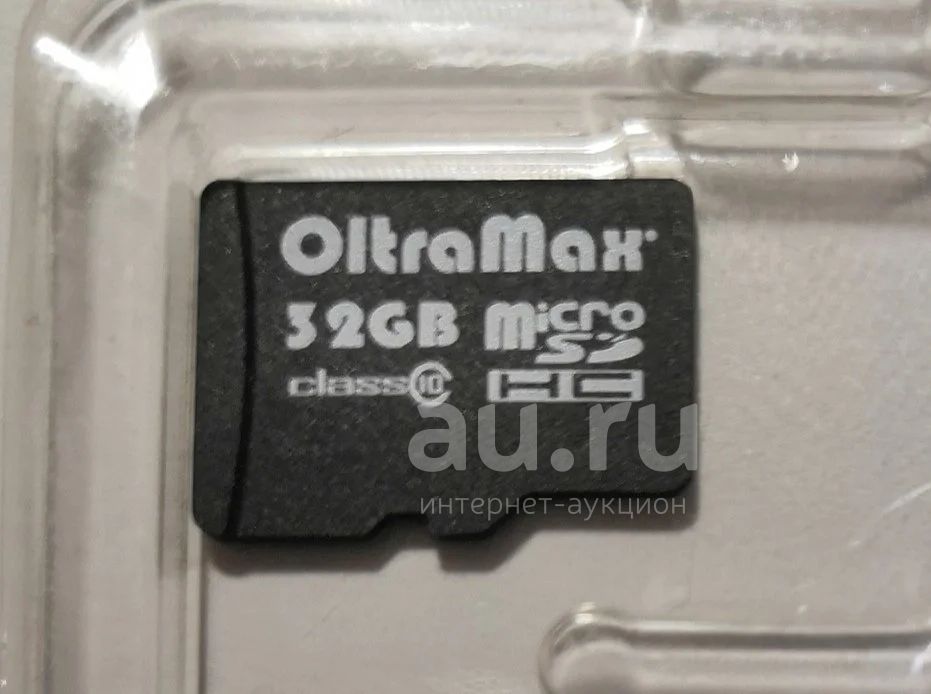 OltraMax
32GB micro
SD
class 10 HC
au.ru
интернет-аукцион